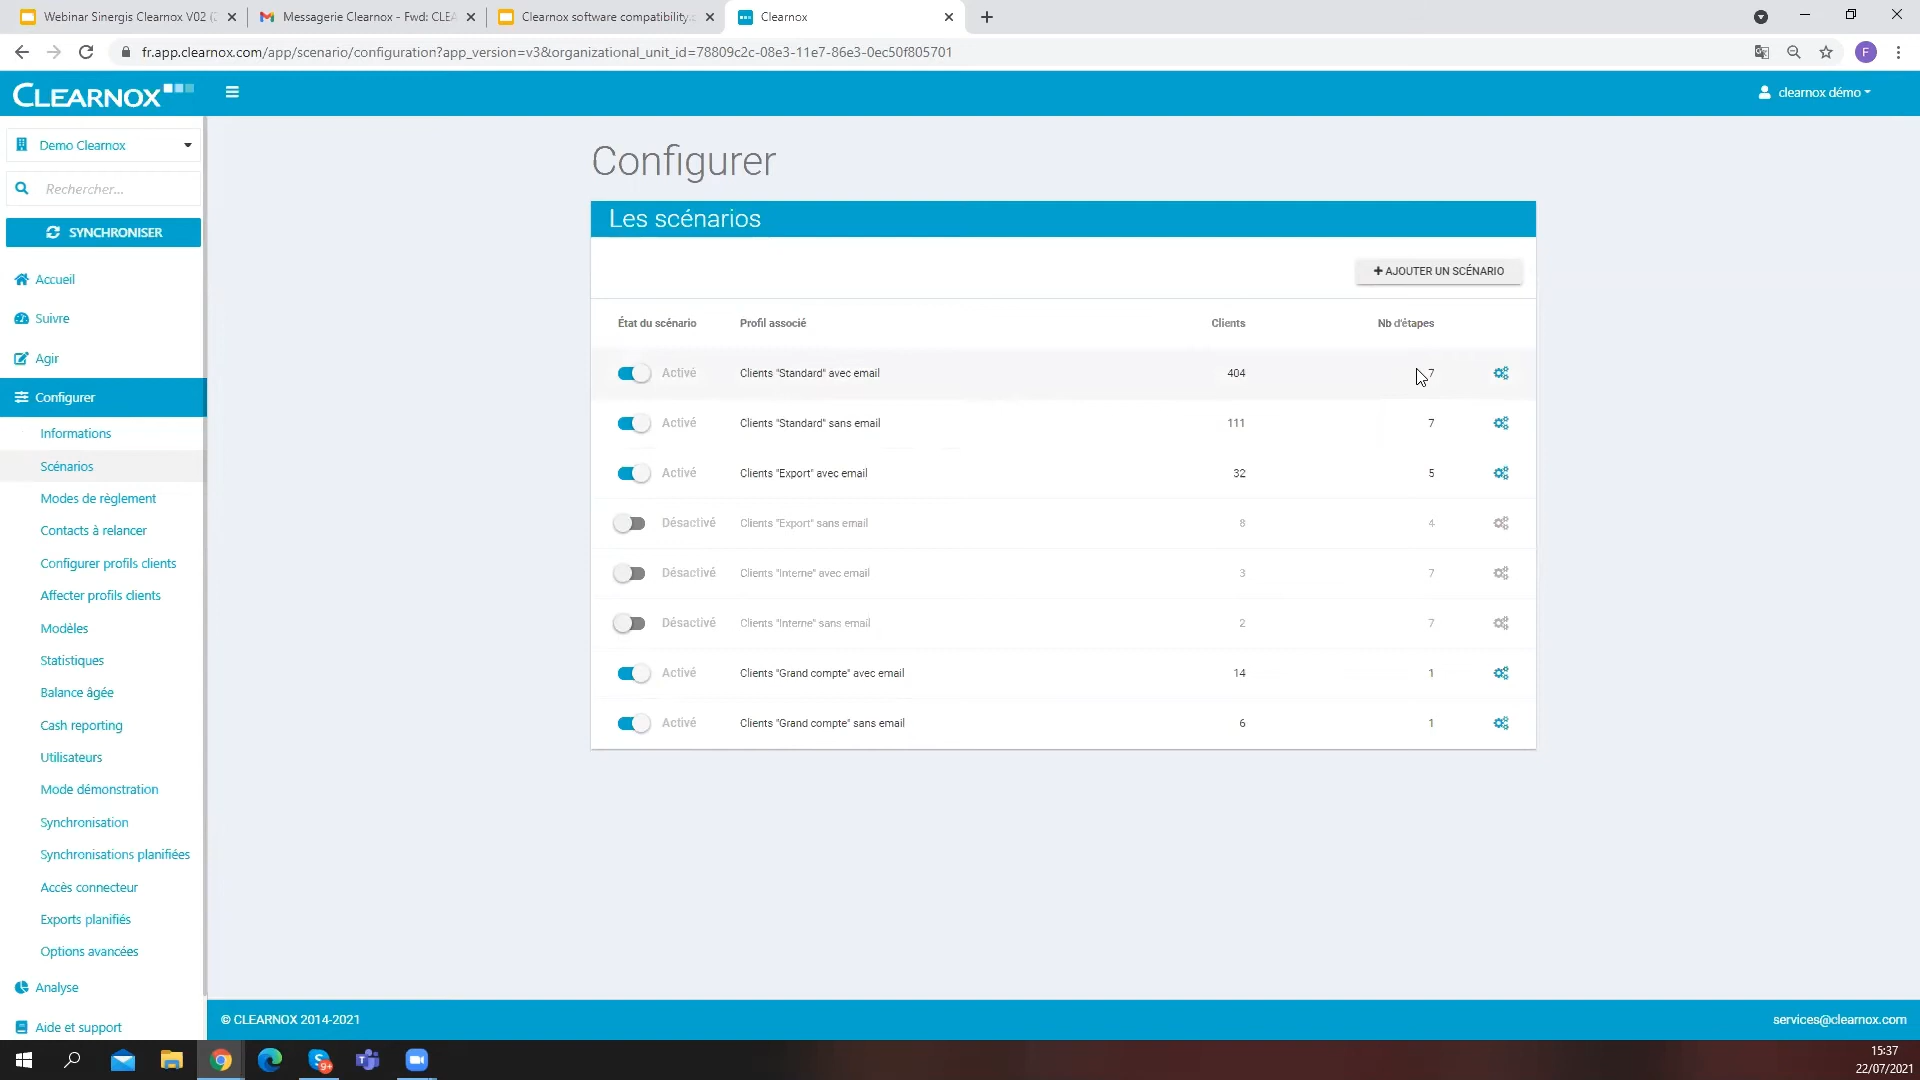 Webinar Sinergis Clearnox V02 (
Messagerie Clearnox - Fwd: CLEA
Clearnox software compatibility.
Clearnox
fr.app.clearnox.com/app/scenario/configuration?app_version=v3&organizational_unit_id=78809c2c-08e3-11e7-86e3-0ec50f805701
F
CLEARNOX
clearnox démo
Demo Clearnox
Rechercher...
SYNCHRONISER
Accueil
Suivre
Agir
Configurer
Informations
Scénarios
Modes de règlement
Contacts à relancer
Configurer profils clients
Affecter profils clients
Modèles
Statistiques
Balance âgée
Cash reporting
Utilisateurs
Mode démonstration
Synchronisation
Synchronisations planifiées
Accès connecteur
Exports planifiés
Options avancées
Analyse
Aide et support
Configurer
Les scénarios
+ AJOUTER UN SCÉNARIO
État du scénario Profil associé Clients Nb d'étapes
Activé Clients "Standard" avec email 404 7
Activé Clients "Standard" sans email 111 7
Activé Clients "Export" avec email 32 5
Désactivé Clients "Export" sans email 8 4
Désactivé Clients "Interne" avec email 3 7
Désactivé Clients "Interne" sans email 2 7
Activé Clients "Grand compte" avec email 14 1
Activé Clients "Grand compte" sans email 6 1
© CLEARNOX 2014-2021
services@clearnox.com
9+
15:37
22/07/2021